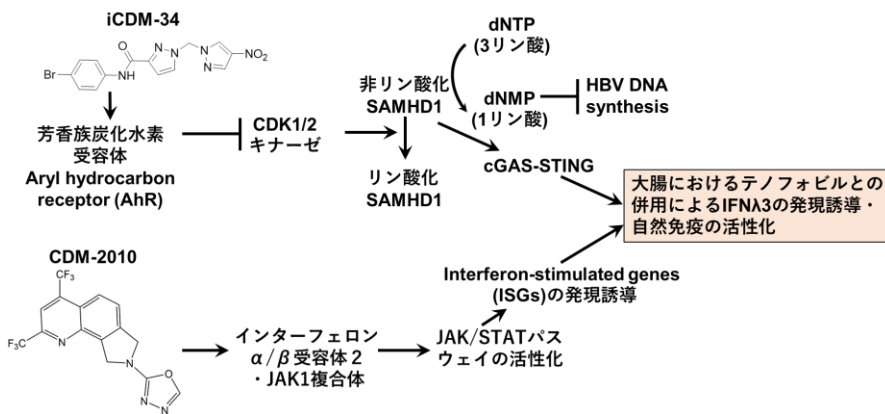 iCDM-34
Br
O
NH
N
N
N
N
NO₂
芳香族炭化水素
受容体
Aryl hydrocarbon
receptor (AhR)
CDK1/2
キナーゼ
非リン酸化
SAMHD1
リン酸化
SAMHD1
dNTP
(3リン酸)
dNMP
(1リン酸)
HBV DNA
synthesis
cGAS-STING
大腸におけるテノフォビルとの
併用によるIFNλ3の発現誘導・
自然免疫の活性化
CDM-2010
CF₃
F₃C
N
N
O
N
N
インターフェロン
α/β受容体２
・JAK1複合体
JAK/STATパス
ウェイの活性化
Interferon-stimulated genes
(ISGs)の発現誘導